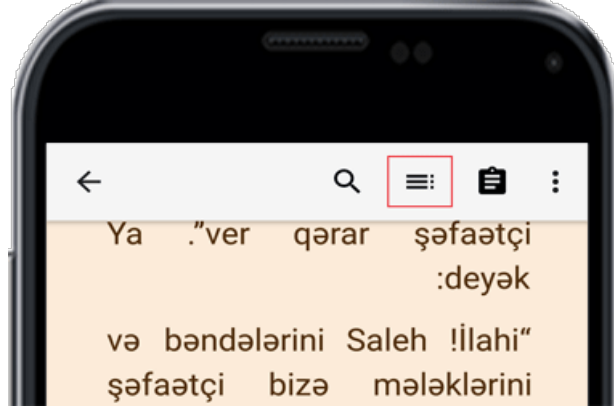 Ya .”ver qərar şəfaətçi
:deyək
və bəndələrini Saleh !İlahi“
şəfaətçi bizə mələklərini